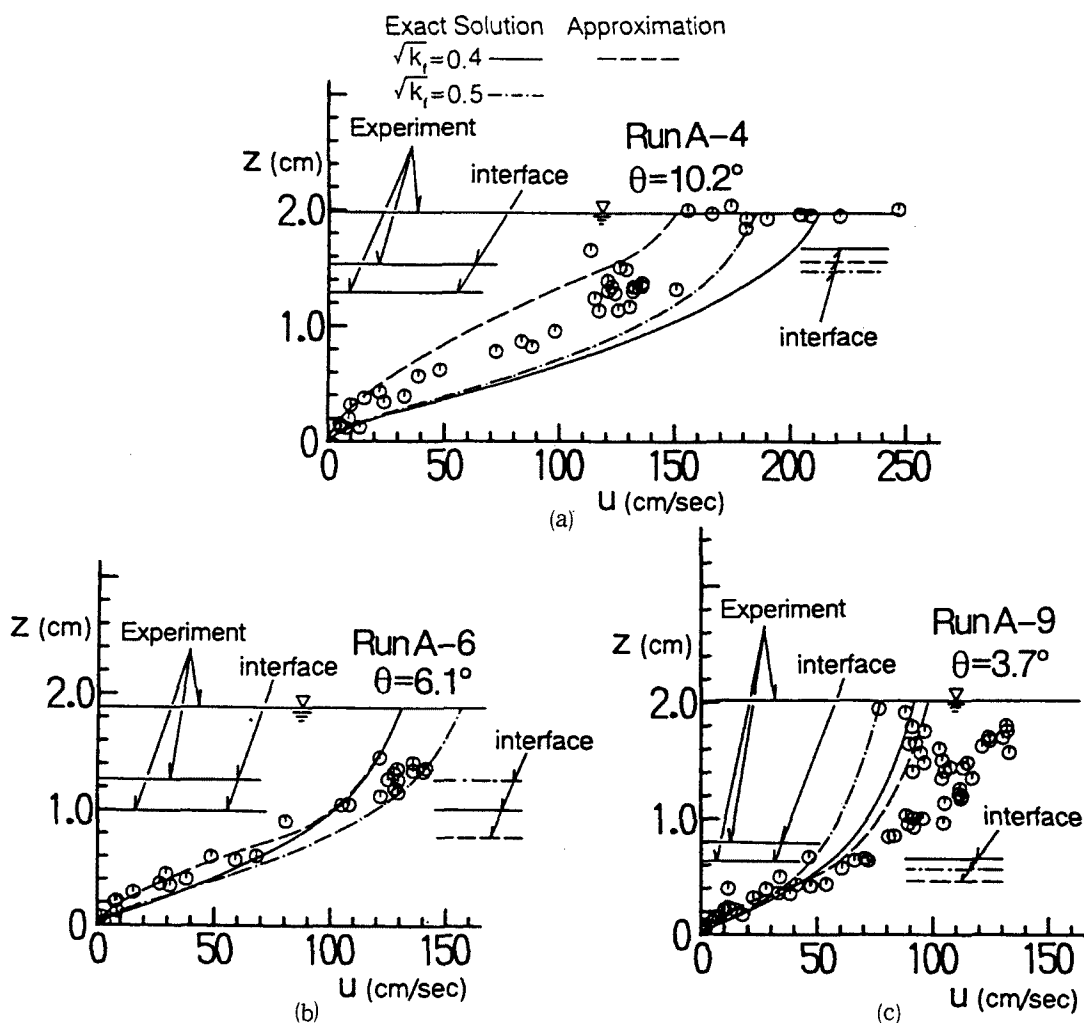 Exact Solution Approximation
√k_f=0.4
√k_f=0.5
Experiment
Z (cm)
interface
Run A-4
θ=10.2°
2.0
1.0
0
interface
0 50 100 150 200 250
u (cm/sec)
(a)
Z (cm)
Experiment
interface
Run A-6
θ=6.1°
2.0
1.0
0
interface
0 50 100 150
u (cm/sec)
(b)
Z (cm)
Experiment
interface
Run A-9
θ=3.7°
2.0
1.0
0
interface
0 50 100 150
u (cm/sec)
(c)